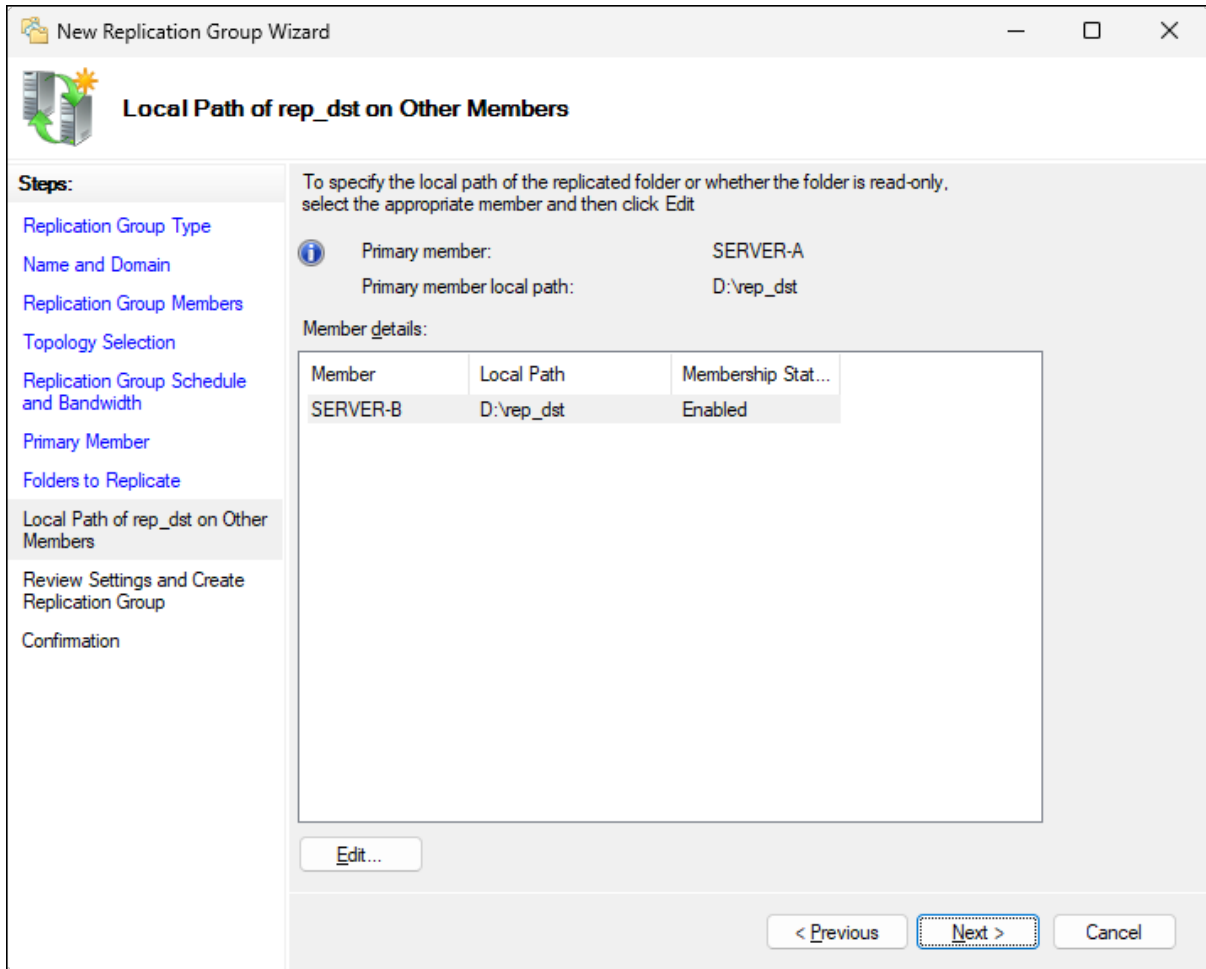 New Replication Group Wizard
Local Path of rep_dst on Other Members
Steps:
Replication Group Type
Name and Domain
Replication Group Members
Topology Selection
Replication Group Schedule
and Bandwidth
Primary Member
Folders to Replicate
Local Path of rep_dst on Other
Members
Review Settings and Create
Replication Group
Confirmation
To specify the local path of the replicated folder or whether the folder is read-only,
select the appropriate member and then click Edit
Primary member: SERVER-A
Primary member local path: D:\rep_dst
Member details:
Member Local Path Membership Stat...
SERVER-B D:\rep_dst Enabled
Edit...
< Previous Next > Cancel